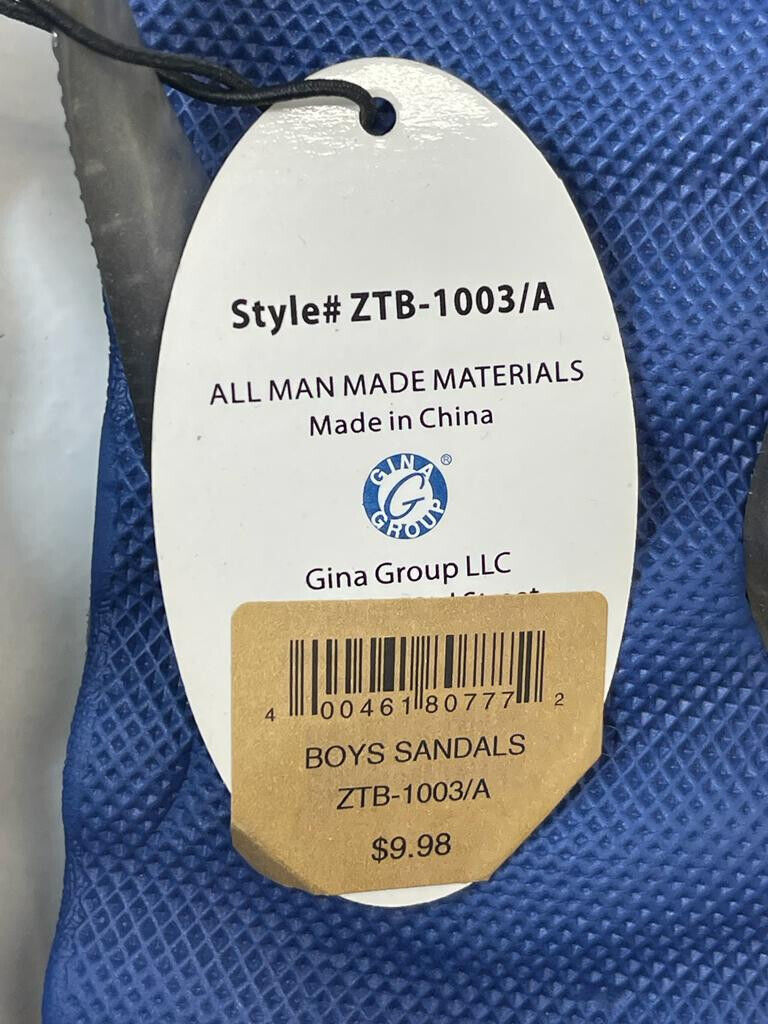 Style# ZTB-1003/A
ALL MAN MADE MATERIALS
Made in China
GINA
G
GROUP
®
Gina Group LLC
4 00461 80777 2
BOYS SANDALS
ZTB-1003/A
$9.98